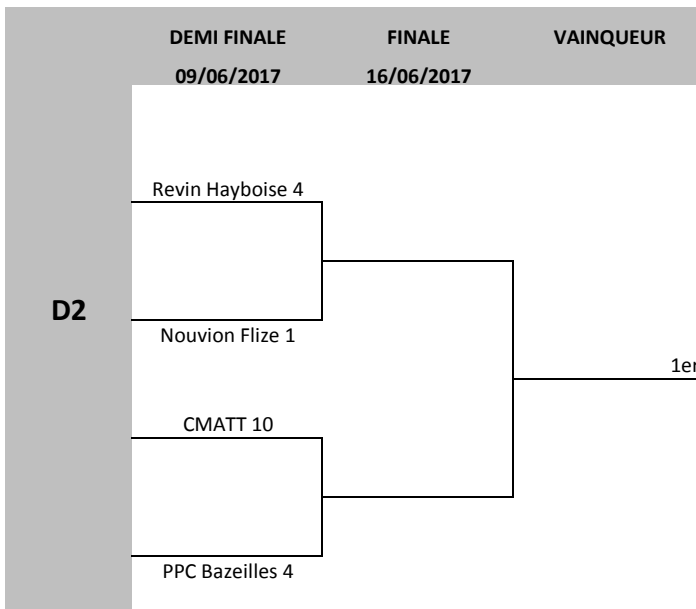 DEMI FINALE FINALE VAINQUEUR
09/06/2017 16/06/2017
Revin Hayboise 4
D2
Nouvion Flize 1
1er
CMATT 10
PPC Bazeilles 4